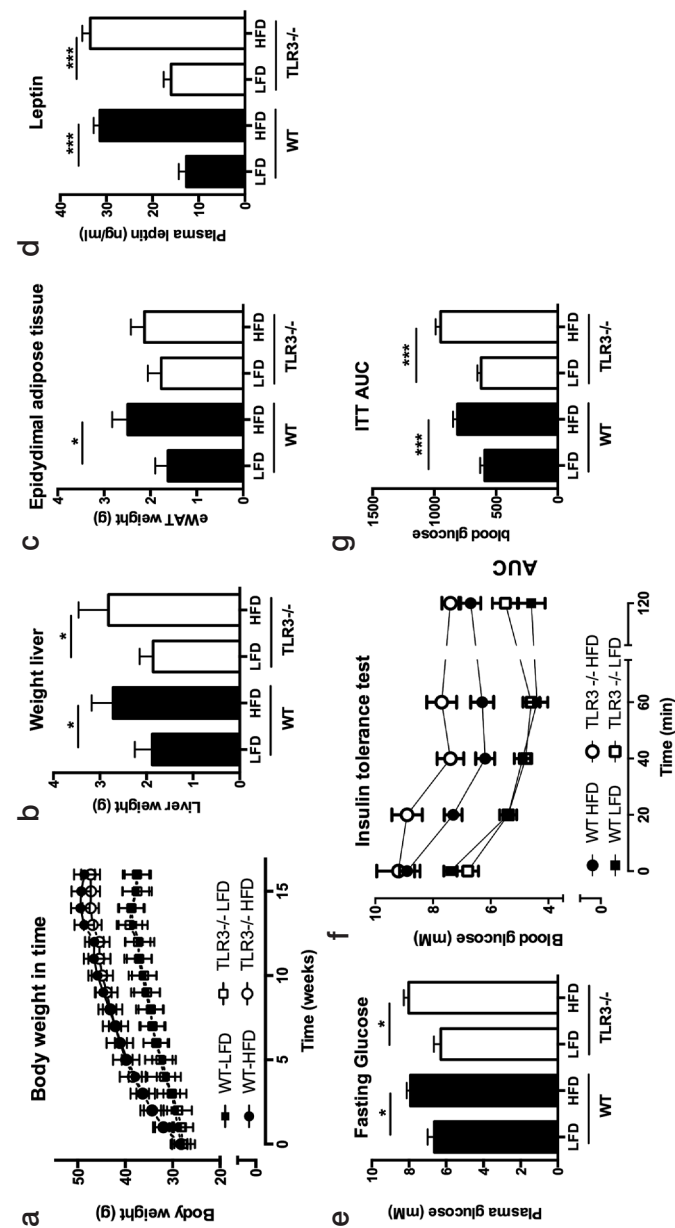 a
Body weight in time
Body weight (g)
50
40
30
20
0
0
5
10
15
Time (weeks)
WT-LFD
TLR3-/- LFD
WT-HFD
TLR3-/- HFD
b
Weight liver
Liver weight (g)
4
3
2
1
0
LFD
HFD
LFD
HFD
WT
TLR3-/-
*
*
c
Epidydimal adipose tissue
eWAT weight (g)
4
3
2
1
0
LFD
HFD
LFD
HFD
WT
TLR3-/-
*
d
Leptin
Plasma leptin (ng/ml)
40
30
20
10
0
LFD
HFD
LFD
HFD
WT
TLR3-/-
***
***
e
Fasting Glucose
Plasma glucose (mM)
10
8
6
4
2
0
LFD
HFD
LFD
HFD
WT
TLR3-/-
*
*
f
Insulin tolerance test
Blood glucose (mM)
10
8
6
4
0
0
20
40
60
120
Time (min)
WT HFD
TLR3 -/- HFD
WT LFD
TLR3 -/- LFD
g
ITT AUC
AUC
blood glucose
1500
1000
500
0
LFD
HFD
LFD
HFD
WT
TLR3-/-
***
***